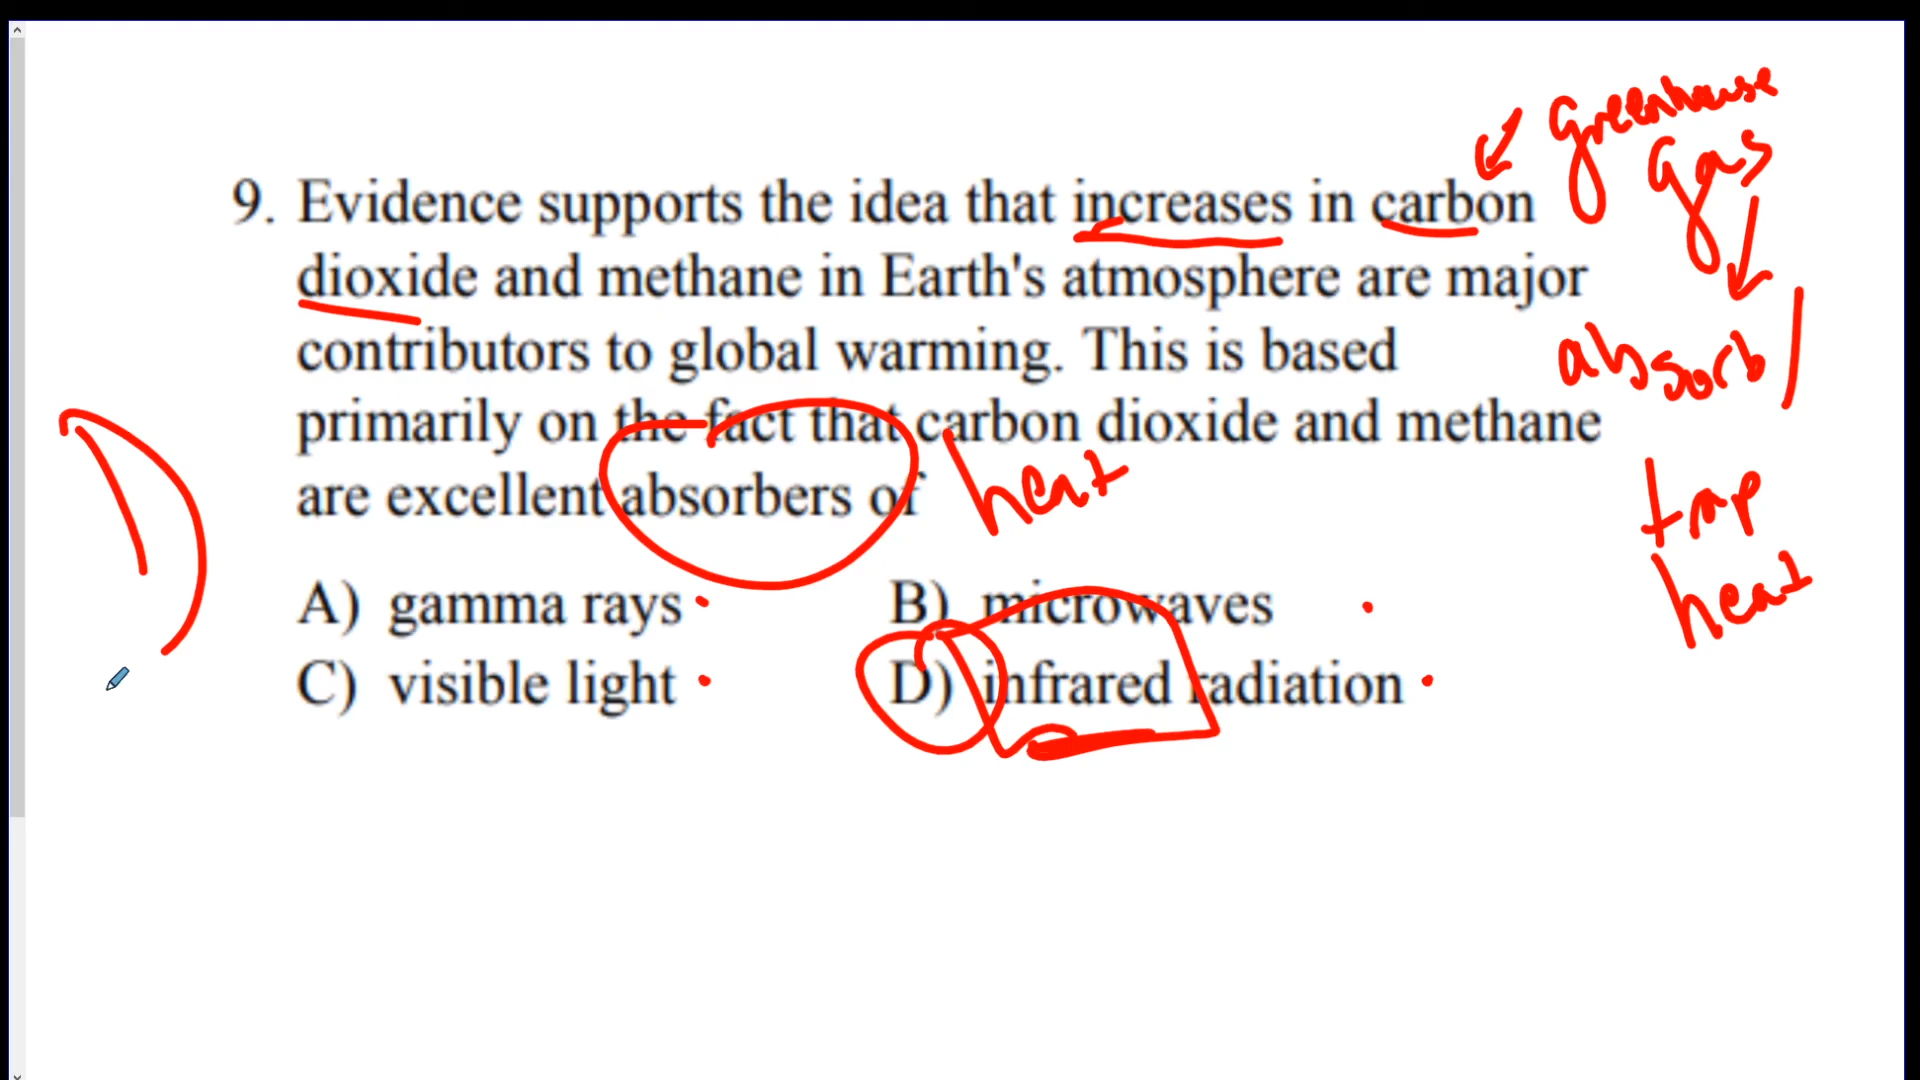 greenhouse
gas
9. Evidence supports the idea that increases in carbon
dioxide and methane in Earth's atmosphere are major
contributors to global warming. This is based
absorb/
primarily on the fact that carbon dioxide and methane
are excellent absorbers of
heat
trap
heat
A) gamma rays
B) microwaves
C) visible light
D) infrared radiation